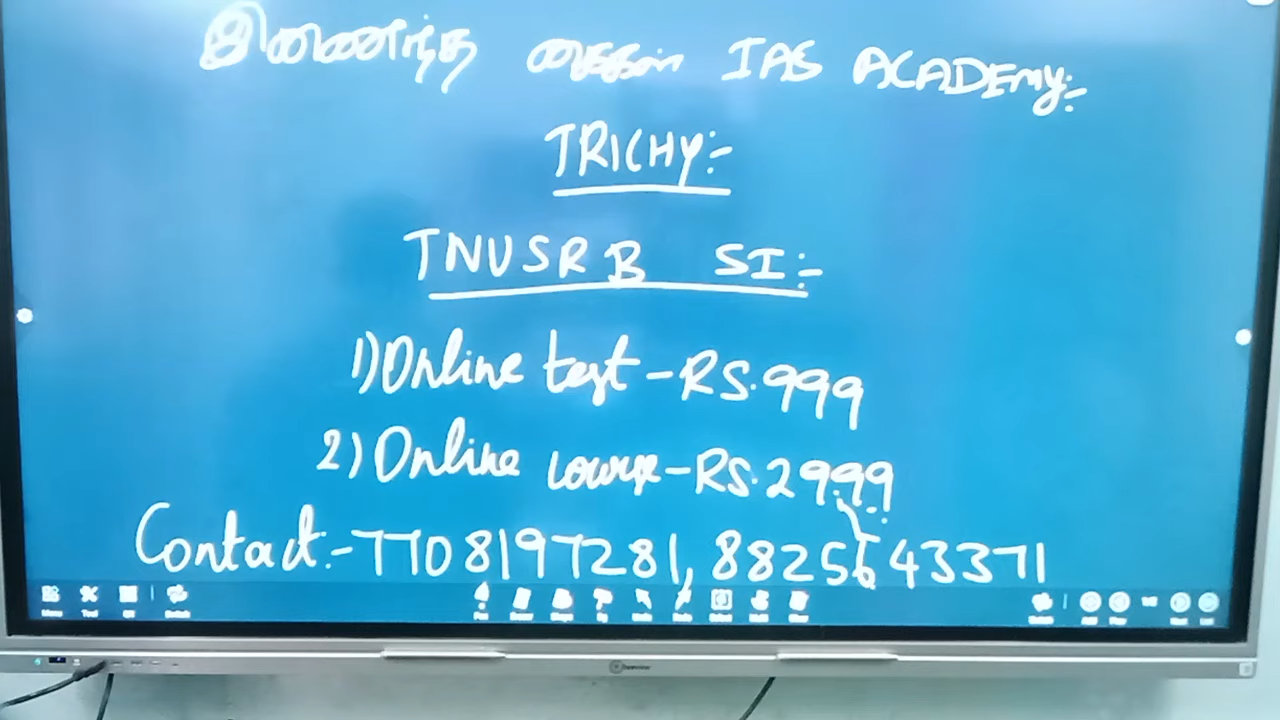 IAS ACADEMY:-
TRICHY:-
TNUSRB SI:-
1) Online test - RS. 999
2) Online course - RS. 2999
Contact:- 7708197281, 8825643371